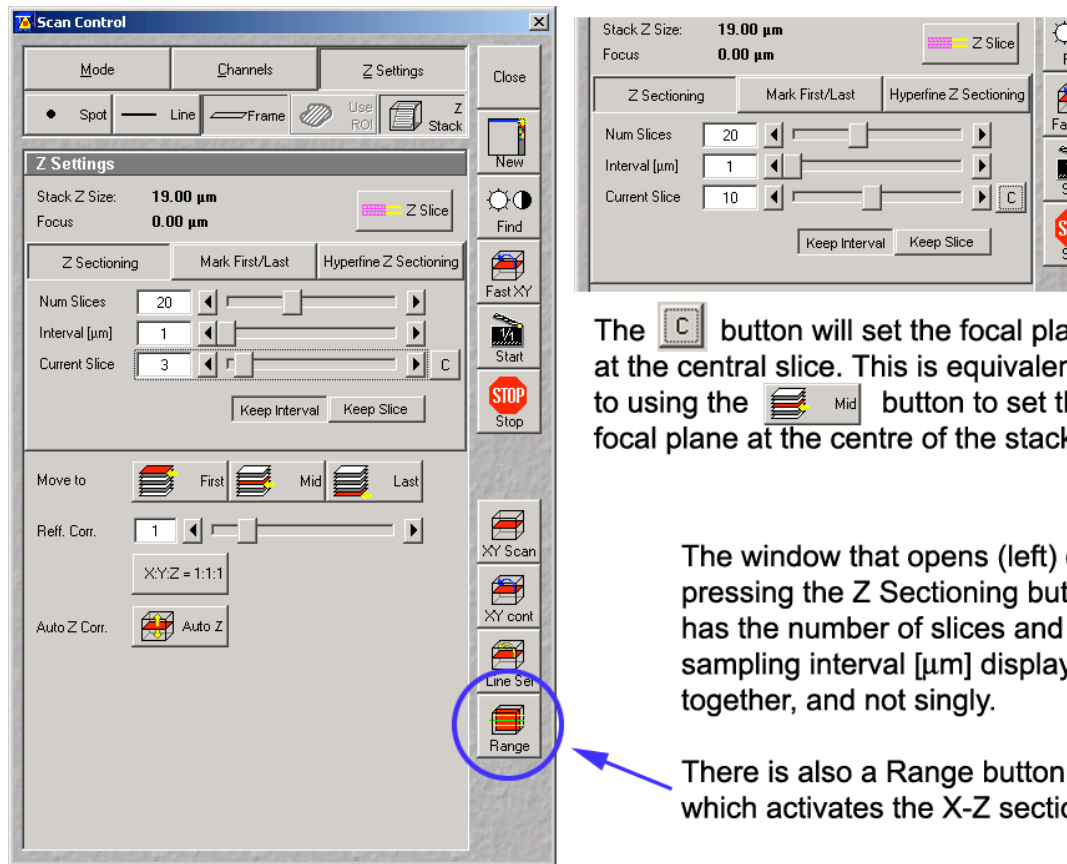 Scan Control
Mode Channels Z Settings
Spot Line Frame Use ROI Z Stack
Z Settings
Stack Z Size: 19.00 µm
Focus 0.00 µm
Z Slice
Z Sectioning Mark First/Last Hyperfine Z Sectioning
Num Slices 20
Interval [µm] 1
Current Slice 3 C
Keep Interval Keep Slice
Move to First Mid Last
Reff. Corr. 1
X:Y:Z = 1:1:1
Auto Z Corr. Auto Z
Close
New
Find
Fast XY
1/1
Start
STOP
Stop
XY Scan
XY cont
Line Sel
Range
Stack Z Size: 19.00 µm
Focus 0.00 µm
Z Slice
Z Sectioning Mark First/Last Hyperfine Z Sectioning
Num Slices 20
Interval [µm] 1
Current Slice 10 C
Keep Interval Keep Slice
Fa
The C button will set the focal pla
at the central slice. This is equivaler
to using the Mid button to set th
focal plane at the centre of the stack
The window that opens (left)
pressing the Z Sectioning but
has the number of slices and
sampling interval [µm] display
together, and not singly.
There is also a Range button
which activates the X-Z sectio